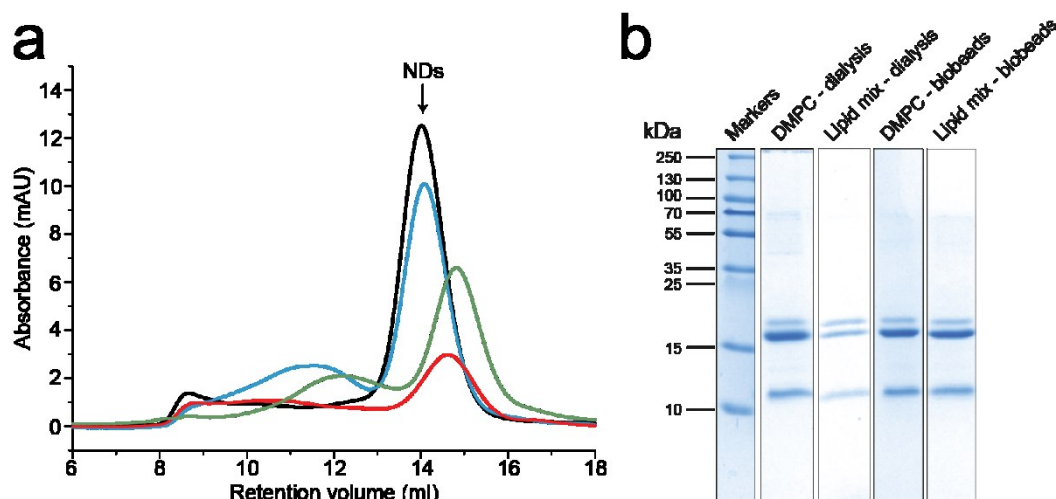 a
NDs
14
12
10
8
6
4
2
0
Absorbance (mAU)
6
8
10
12
14
16
18
Retention volume (ml)
b
kDa
Markers
DMPC - dialysis
Lipid mix - dialysis
DMPC - biobeads
Lipid mix - biobeads
250
130
100
70
55
35
25
15
10